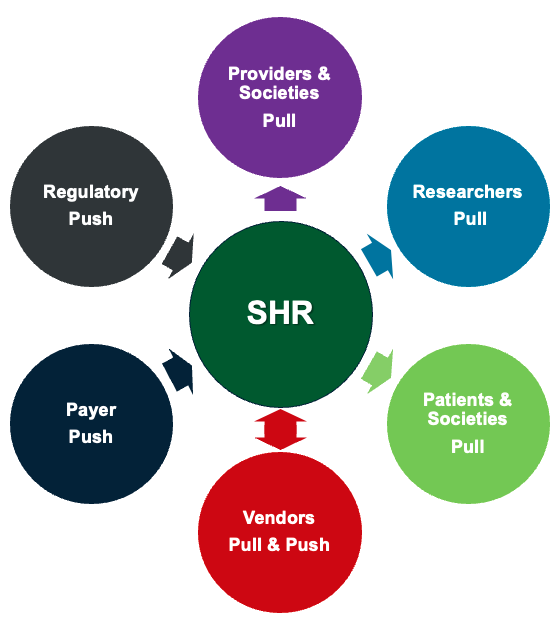 Providers &
Societies
Pull
Regulatory
Push
Researchers
Pull
SHR
Payer
Push
Patients &
Societies
Pull
Vendors
Pull & Push